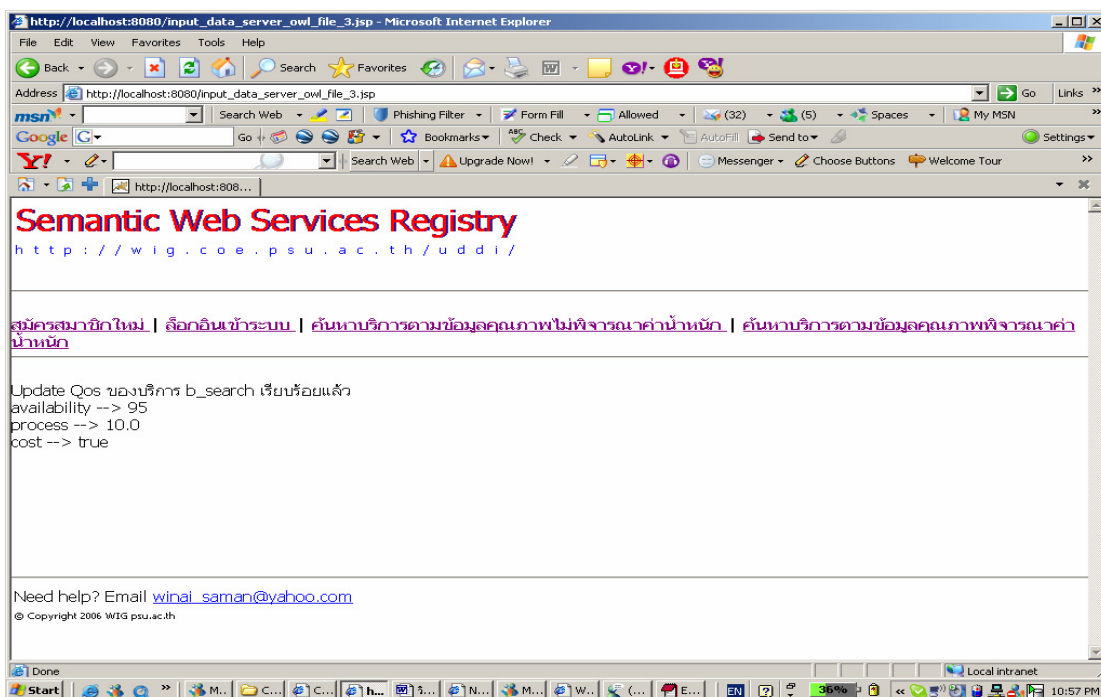 http://localhost:8080/input_data_server_owl_file_3.jsp - Microsoft Internet Explorer
File Edit View Favorites Tools Help
Back Search Favorites
Address http://localhost:8080/input_data_server_owl_file_3.jsp Go Links »
msn Search Web Phishing Filter Form Fill Allowed (32) (5) Spaces My MSN
Google G Go Bookmarks ABC Check AutoLink AutoFill Send to Settings
Y! Search Web Upgrade Now! Messenger Choose Buttons Welcome Tour »
http://localhost:808...
Semantic Web Services Registry
http://wig.coe.psu.ac.th/uddi/
สมัครสมาชิกใหม่ | ล็อกอินเข้าระบบ | ค้นหาบริการตามข้อมูลคุณภาพไม่พิจารณาค่าน้ำหนัก | ค้นหาบริการตามข้อมูลคุณภาพพิจารณาค่า
น้ำหนัก
Update Qos ของบริการ b_search เรียบร้อยแล้ว
availability --> 95
process --> 10.0
cost --> true
Need help? Email winai_saman@yahoo.com
© Copyright 2006 WIG psu.ac.th
Done Local intranet
Start » M.. C... C... h... ร... N... M... W.. (... E... EN 36% « 10:57 PM